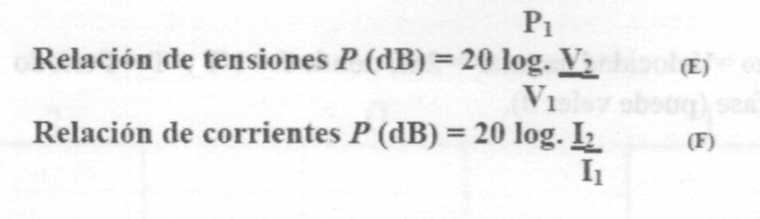 P₁
Relación de tensiones P (dB) = 20 log. V₂ (E)
V₁
Relación de corrientes P (dB) = 20 log. I₂ (F)
I₁